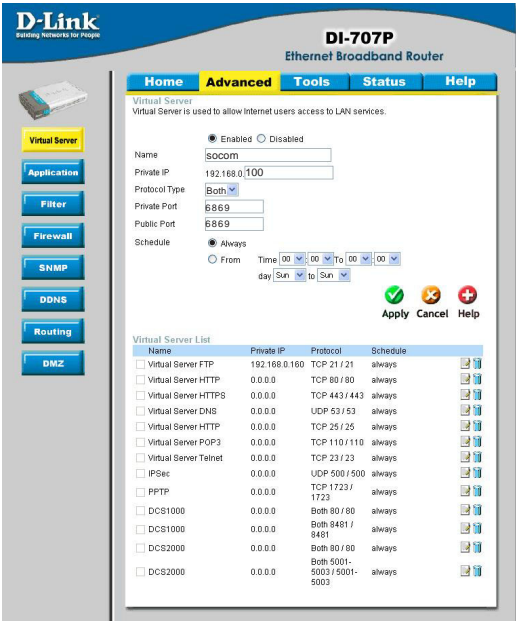 D-Link
Building Networks for People
DI-707P
Ethernet Broadband Router
Home Advanced Tools Status Help
Virtual Server
Application
Filter
Firewall
SNMP
DDNS
Routing
DMZ
Virtual Server
Virtual Server is used to allow Internet users access to LAN services.
Enabled Disabled
Name socom
Private IP 192.168.0.100
Protocol Type Both
Private Port 6869
Public Port 6869
Schedule Always
From Time 00 : 00 To 00 : 00
day Sun to Sun
Apply Cancel Help
Virtual Server List
Name Private IP Protocol Schedule
Virtual Server FTP 192.168.0.160 TCP 21 / 21 always
Virtual Server HTTP 0.0.0.0 TCP 80 / 80 always
Virtual Server HTTPS 0.0.0.0 TCP 443 / 443 always
Virtual Server DNS 0.0.0.0 UDP 53 / 53 always
Virtual Server HTTP 0.0.0.0 TCP 25 / 25 always
Virtual Server POP3 0.0.0.0 TCP 110 / 110 always
Virtual Server Telnet 0.0.0.0 TCP 23 / 23 always
IPSec 0.0.0.0 UDP 500 / 500 always
PPTP 0.0.0.0 TCP 1723 / 1723 always
DCS1000 0.0.0.0 Both 80 / 80 always
DCS1000 0.0.0.0 Both 8481 / 8481 always
DCS2000 0.0.0.0 Both 80 / 80 always
DCS2000 0.0.0.0 Both 5001-5003 / 5001-5003 always